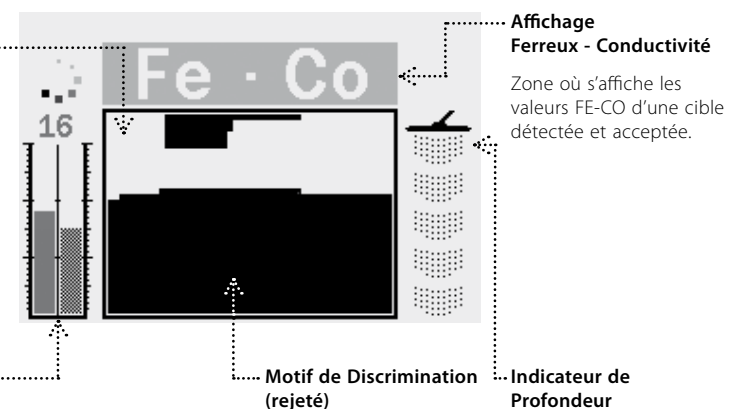 Affichage
Ferreux - Conductivité
Zone où s’affiche les
valeurs FE-CO d’une cible
détectée et acceptée.
Fe · Co
16
Motif de Discrimination
(rejeté)
Indicateur de
Profondeur